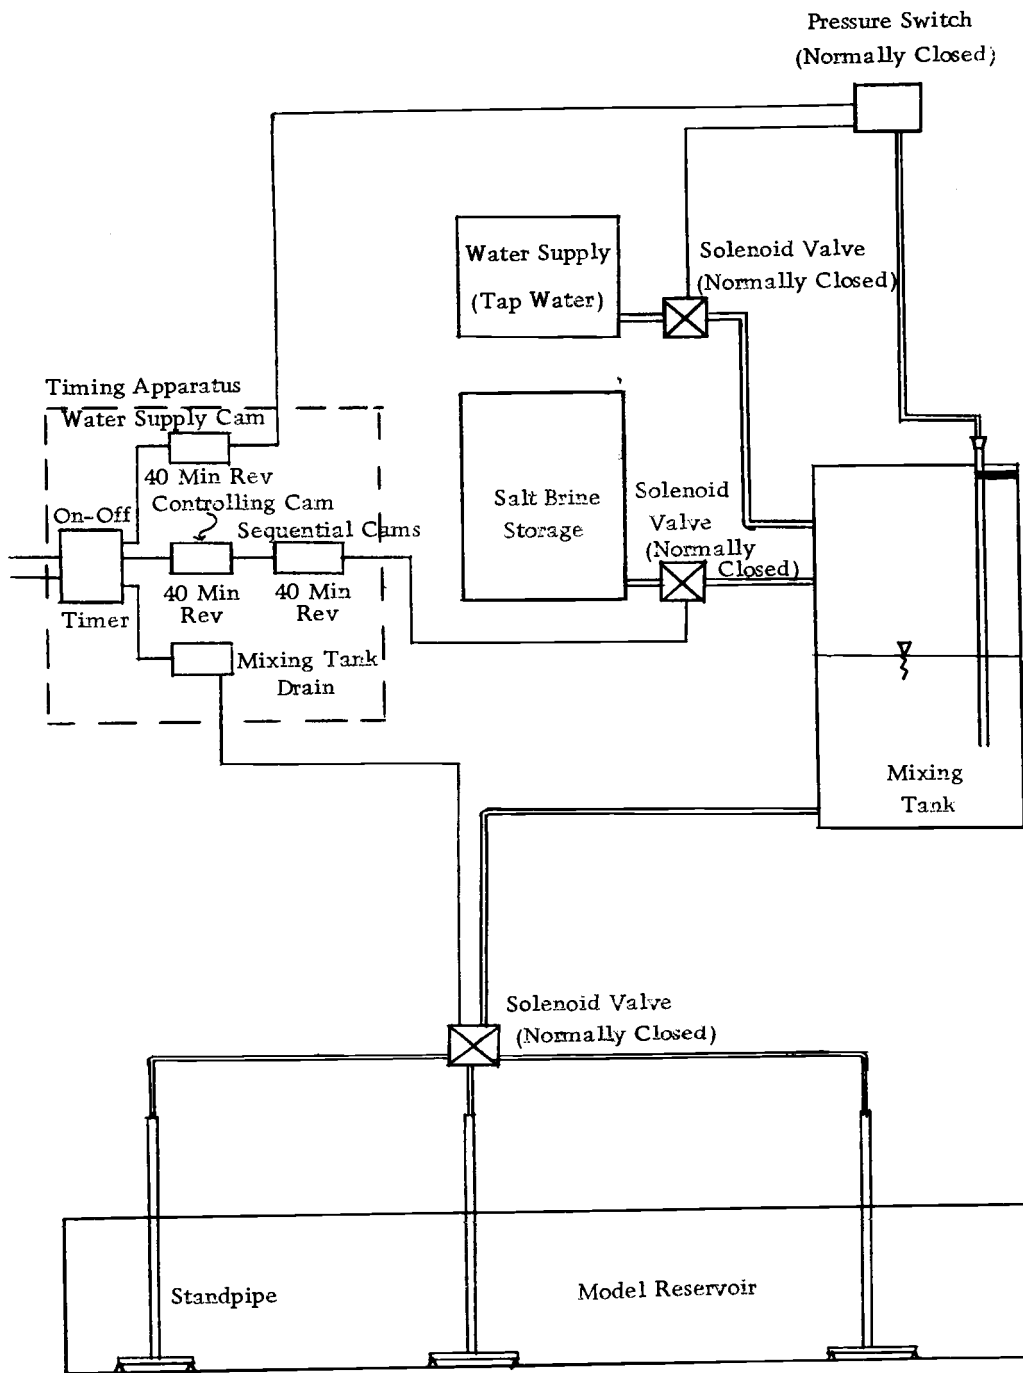 Pressure Switch
(Normally Closed)
Water Supply
(Tap Water)
Solenoid Valve
(Normally Closed)
Timing Apparatus
Water Supply Cam
40 Min Rev
Controlling Cam
On-Off
Sequential Cams
40 Min
Rev
40 Min
Rev
Timer
Mixing Tank
Drain
Salt Brine
Storage
Solenoid
Valve
(Normally
Closed)
Mixing
Tank
Solenoid Valve
(Normally Closed)
Standpipe
Model Reservoir